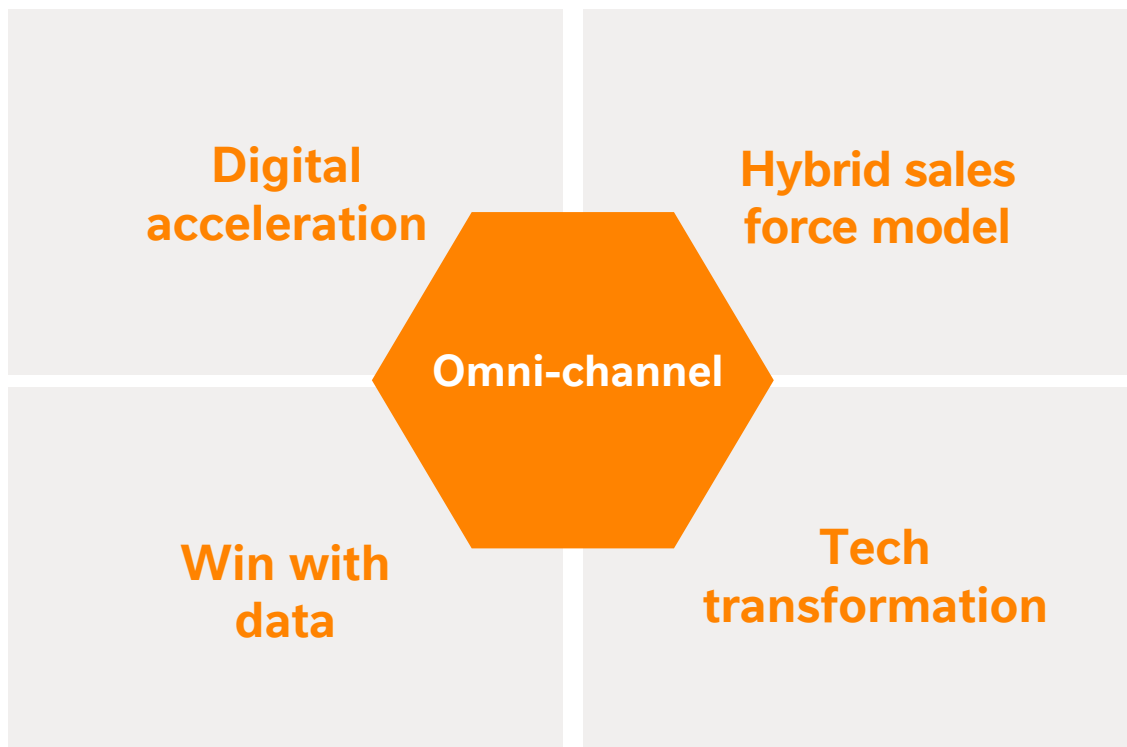 Digital
acceleration
Hybrid sales
force model
Omni-channel
Win with
data
Tech
transformation